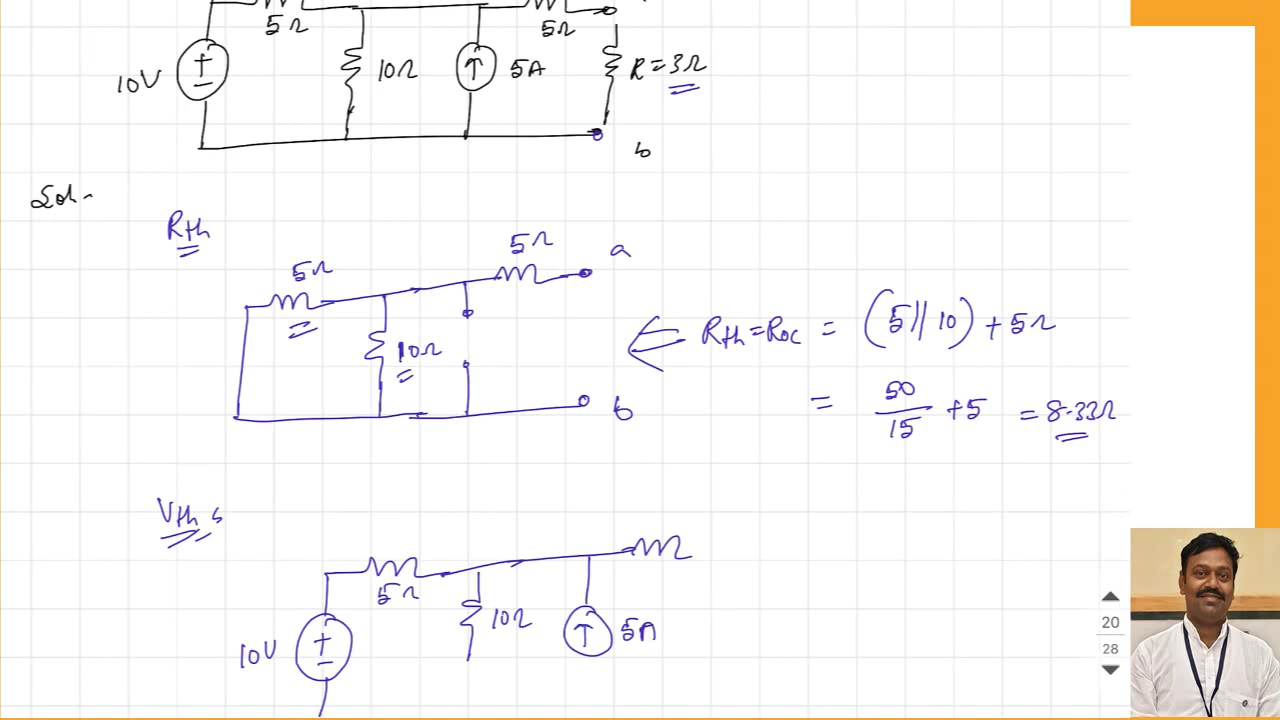 5Ω
5Ω
10V
10Ω
5A
R = 3Ω
b
Sol-
Rth
5Ω
5Ω
a
10Ω
b
Rth = Roc = (5 || 10) + 5Ω
= 50/15 + 5 = 8.33Ω
Vth :
5Ω
10Ω
5A
10V
20
28